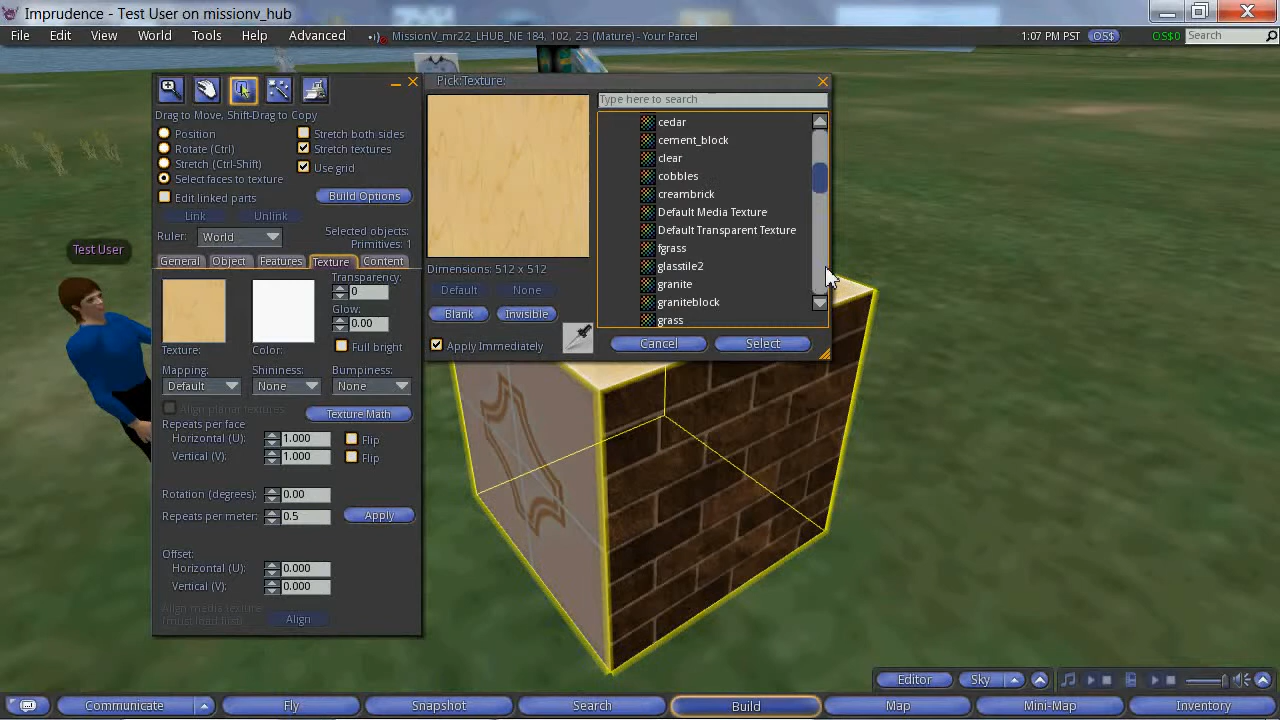 Imprudence - Test User on missionv_hub
File Edit View World Tools Help Advanced MissionV_mr22_LHUB_NE 184, 102, 23 (Mature) - Your Parcel 1:07 PM PST OS$ OS$0 Search
Drag to Move, Shift-Drag to Copy
Position
Rotate (Ctrl)
Stretch (Ctrl-Shift)
Select faces to texture
Edit linked parts
Stretch both sides
Stretch textures
Use grid
Build Options
Link Unlink
Ruler: World
Selected objects:
Primitives: 1
General Object Features Texture Content
Texture:
Color:
Transparency:
0
Glow:
0.00
Full bright
Mapping: Shininess: Bumpiness:
Default None None
Align planar textures
Texture Math
Repeats per face
Horizontal (U): 1.000 Flip
Vertical (V): 1.000 Flip
Rotation (degrees): 0.00
Repeats per meter: 0.5 Apply
Offset:
Horizontal (U): 0.000
Vertical (V): 0.000
Align media texture
(must load first)
Align
Pick:Texture:
Dimensions: 512 x 512
Default None
Blank Invisible
Apply Immediately
Type here to search
cedar
cement_block
clear
cobbles
creambrick
Default Media Texture
Default Transparent Texture
fgrass
glasstile2
granite
graniteblock
grass
Cancel Select
Test User
Editor Sky
Communicate Fly Snapshot Search Build Map Mini-Map Inventory